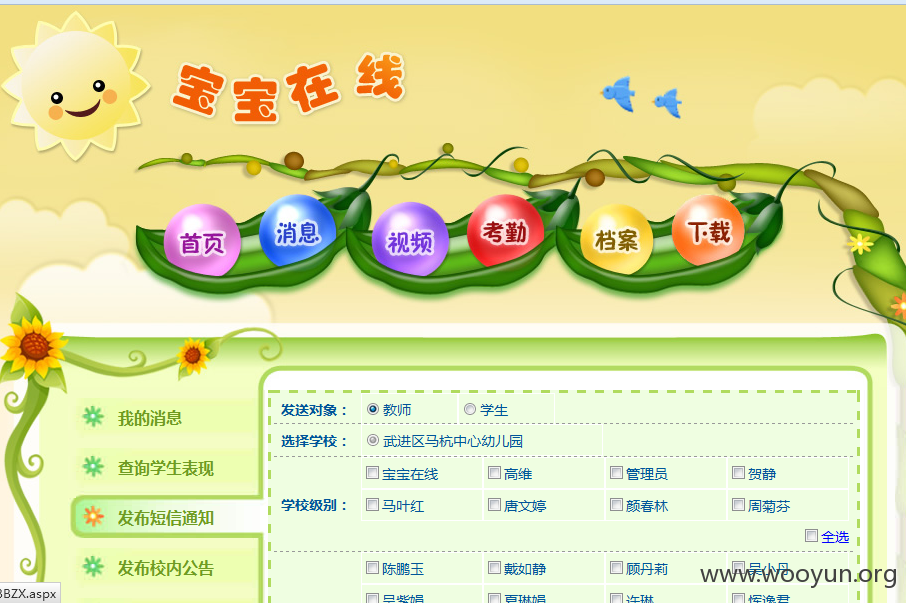 宝宝在线
首页 消息 视频 考勤 档案 下载
我的消息
查询学生表现
发布短信通知
发布校内公告
发送对象： 教师 学生
选择学校： 武进区马杭中心幼儿园
宝宝在线 高维 管理员 贺静
学校级别： 马叶红 唐文婷 颜春林 周菊芬
全选
陈鹏玉 戴如静 顾丹莉
www.wooyun.org
BZX.aspx